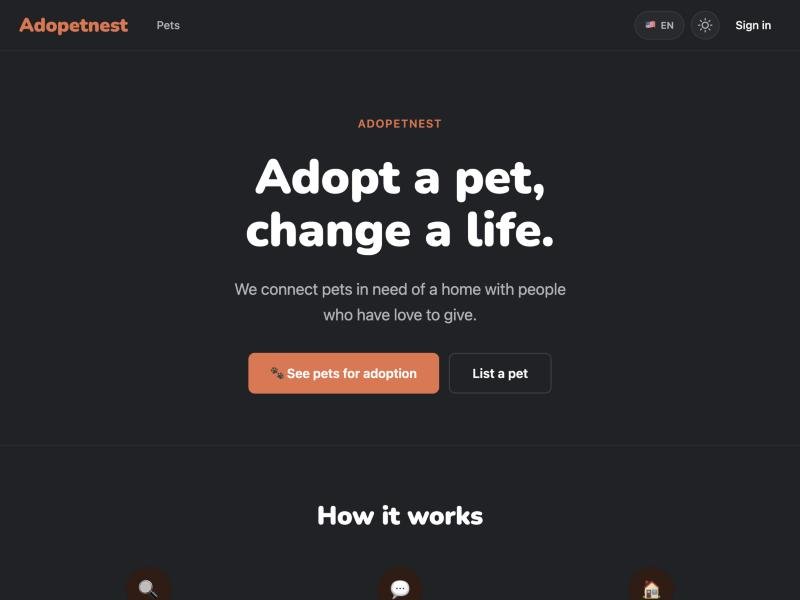 Adopetnest
Pets
EN
Sign in
ADOPETNEST
Adopt a pet,
change a life.
We connect pets in need of a home with people
who have love to give.
See pets for adoption
List a pet
How it works